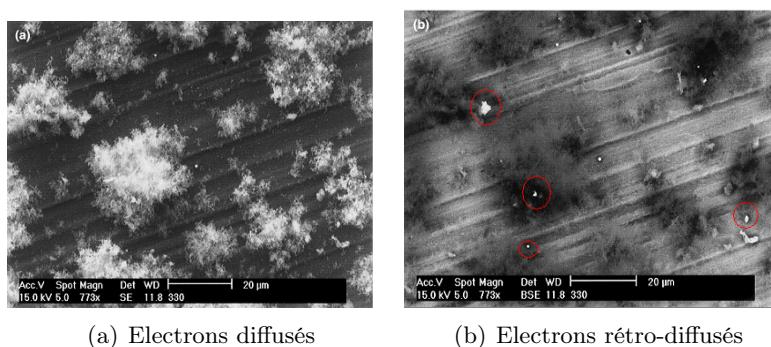 (a)
Acc.V Spot Magn Det WD 20 µm
15.0 kV 5.0 773x SE 11.8 330
(b)
Acc.V Spot Magn Det WD 20 µm
15.0 kV 5.0 773x BSE 11.8 330
(a) Electrons diffusés
(b) Electrons rétro-diffusés